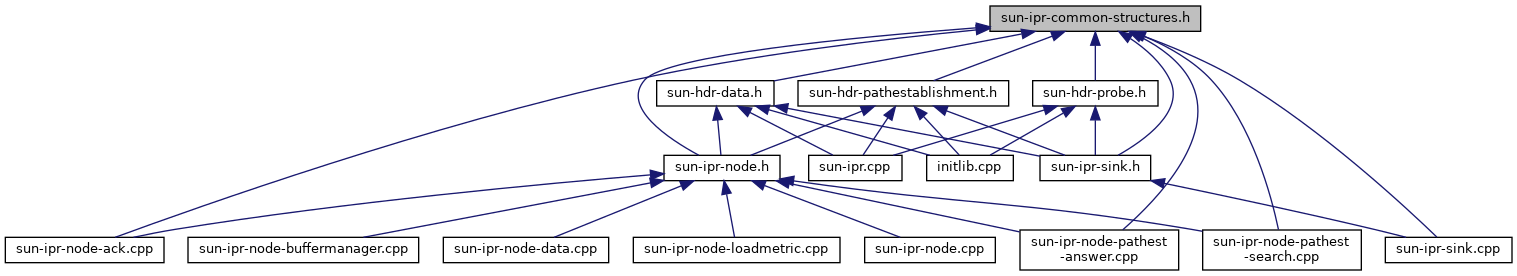 sun-ipr-common-structures.h
sun-hdr-data.h
sun-hdr-pathestablishment.h
sun-hdr-probe.h
sun-ipr-node.h
sun-ipr.cpp
initlib.cpp
sun-ipr-sink.h
sun-ipr-node-ack.cpp
sun-ipr-node-buffermanager.cpp
sun-ipr-node-data.cpp
sun-ipr-node-loadmetric.cpp
sun-ipr-node.cpp
sun-ipr-node-pathest
-answer.cpp
sun-ipr-node-pathest
-search.cpp
sun-ipr-sink.cpp